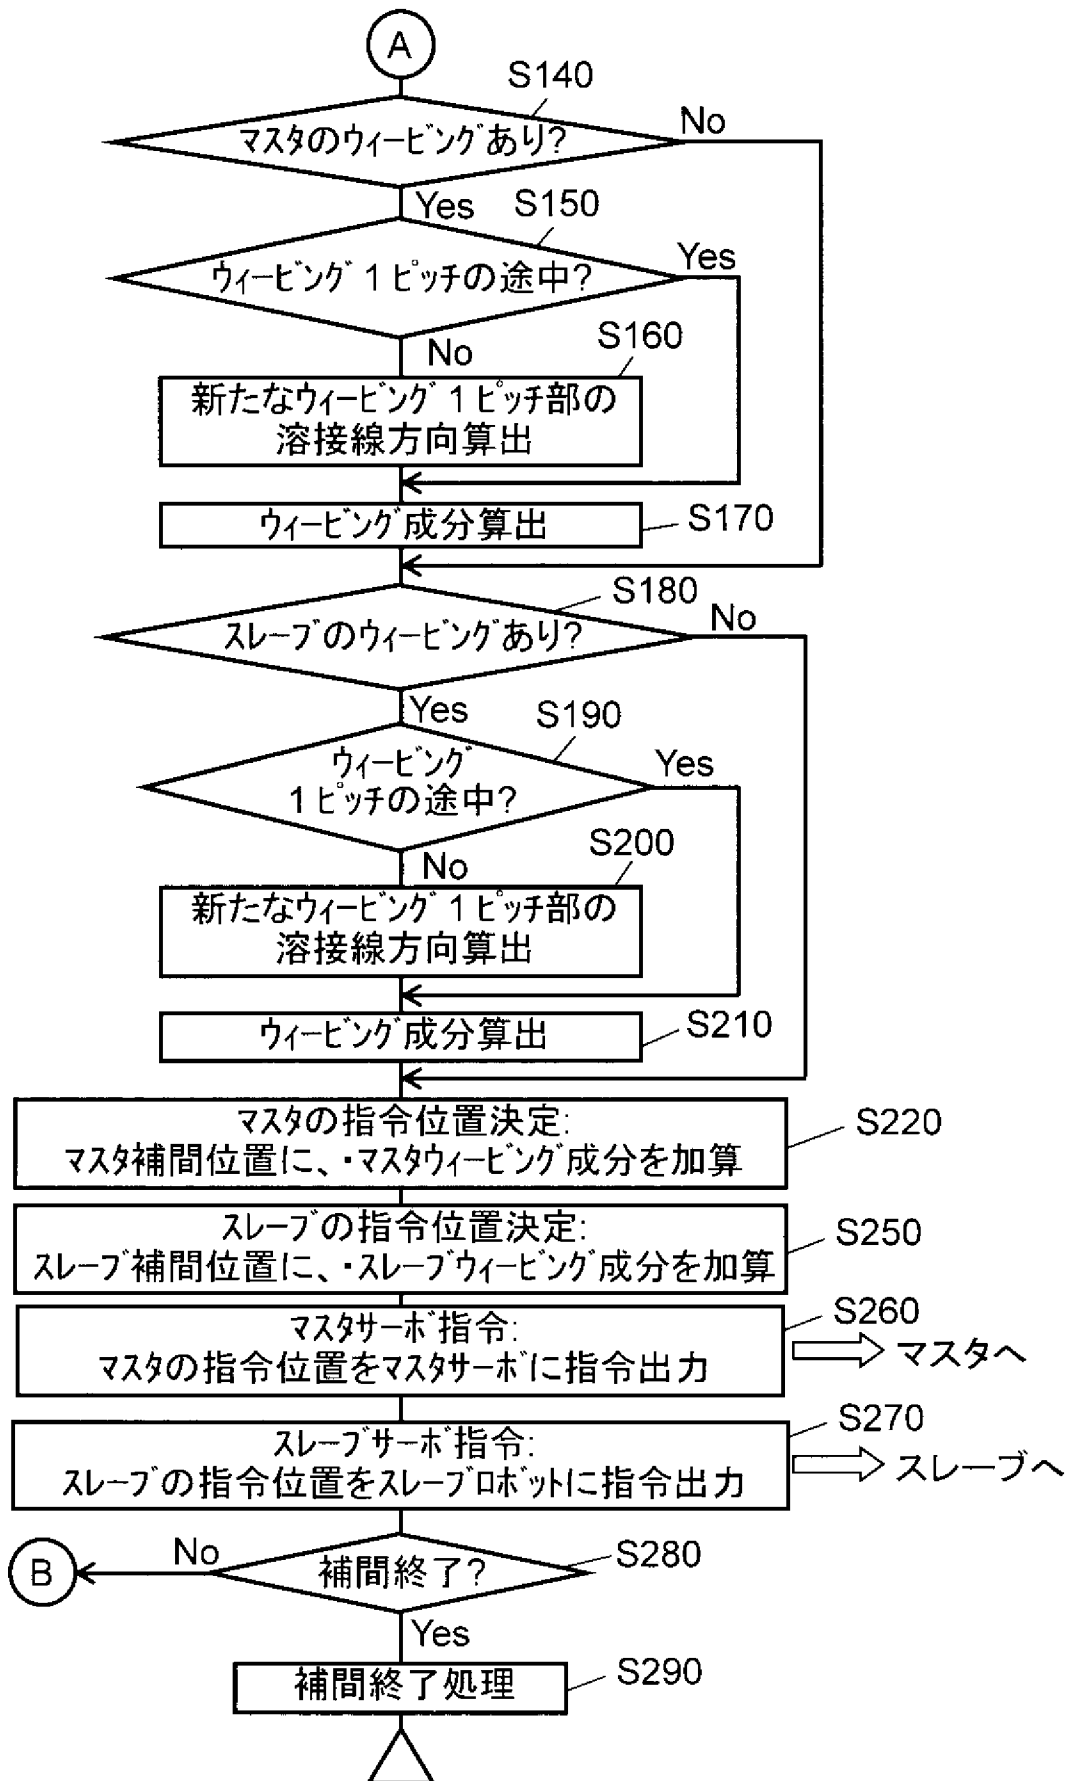 A
S140
マスタのウィービングあり?
No
Yes
S150
ウィービング1ピッチの途中?
Yes
No
S160
新たなウィービング1ピッチ部の
溶接線方向算出
ウィービング成分算出
S170
S180
スレーブのウィービングあり?
No
Yes
S190
ウィービング
1ピッチの途中?
Yes
No
S200
新たなウィービング1ピッチ部の
溶接線方向算出
ウィービング成分算出
S210
マスタの指令位置決定:
マスタ補間位置に、・マスタウィービング成分を加算
S220
スレーブの指令位置決定:
スレーブ補間位置に、・スレーブウィービング成分を加算
S250
マスタサーボ指令:
マスタの指令位置をマスタサーボに指令出力
S260
マスタへ
スレーブサーボ指令:
スレーブの指令位置をスレーブロボットに指令出力
S270
スレーブへ
B
No
補間終了?
S280
Yes
補間終了処理
S290